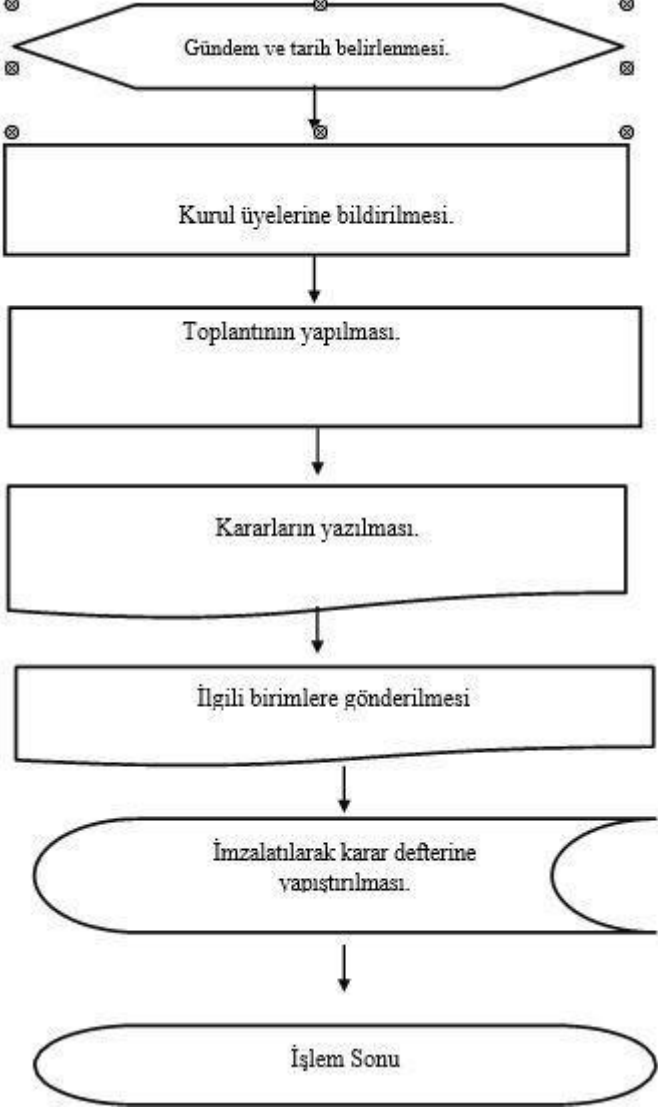 Gündem ve tarih belirlenmesi.
Kurul üyelerine bildirilmesi.
Toplantının yapılması.
Kararların yazılması.
İlgili birimlere gönderilmesi
İmzalatılarak karar defterine
yapıştırılması.
İşlem Sonu